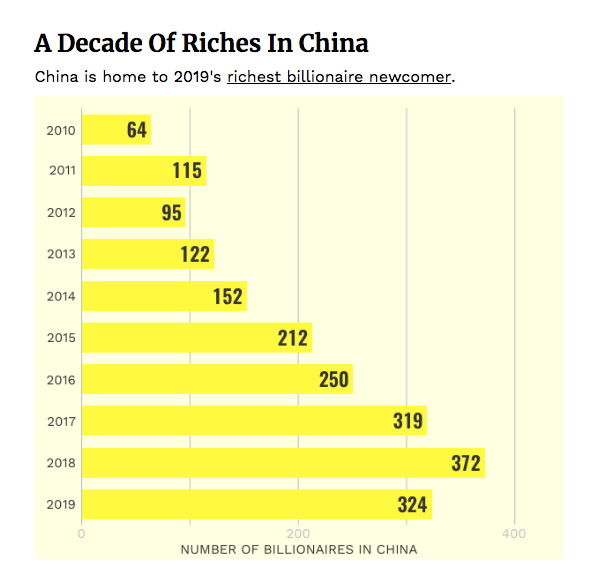 A Decade Of Riches In China
China is home to 2019's richest billionaire newcomer.
2010 64
2011 115
2012 95
2013 122
2014 152
2015 212
2016 250
2017 319
2018 372
2019 324
0 200 400
NUMBER OF BILLIONAIRES IN CHINA